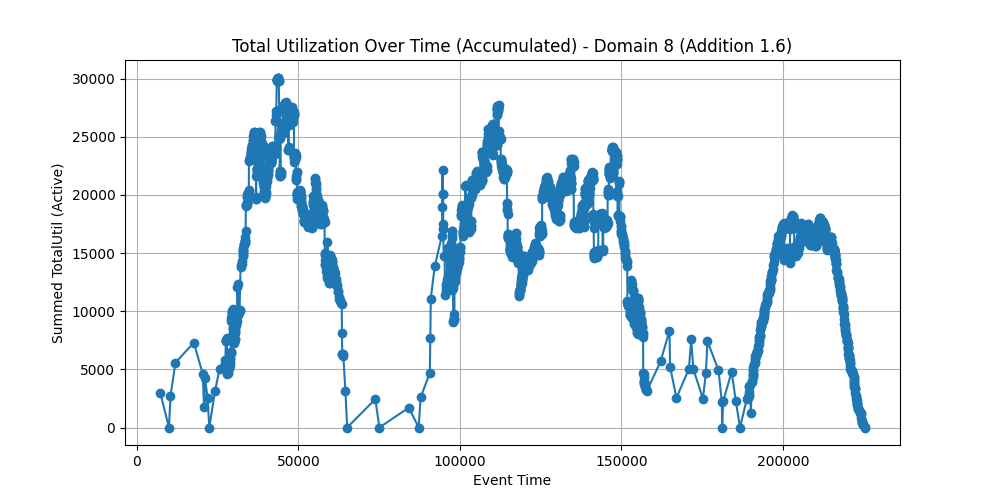 Total Utilization Over Time (Accumulated) - Domain 8 (Addition 1.6)
Summed TotalUtil (Active)
30000
25000
20000
15000
10000
5000
0
0 50000 100000 150000 200000
Event Time